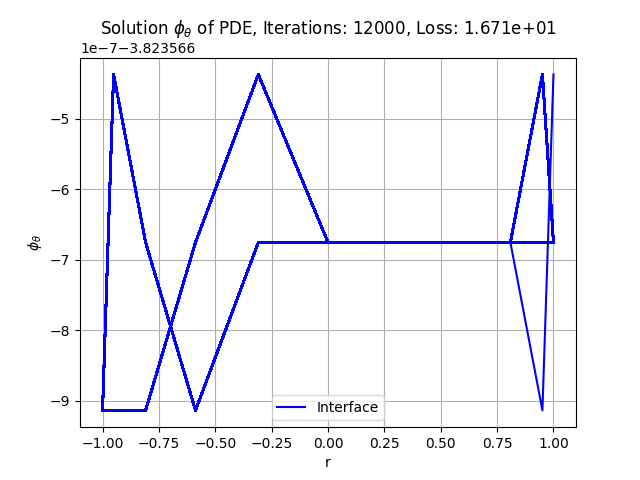 Solution ϕ_θ of PDE, Iterations: 12000, Loss: 1.671e+01
1e−7−3.823566
−5
−6
−7
−8
−9
ϕ_θ
Interface
−1.00 −0.75 −0.50 −0.25 0.00 0.25 0.50 0.75 1.00
r